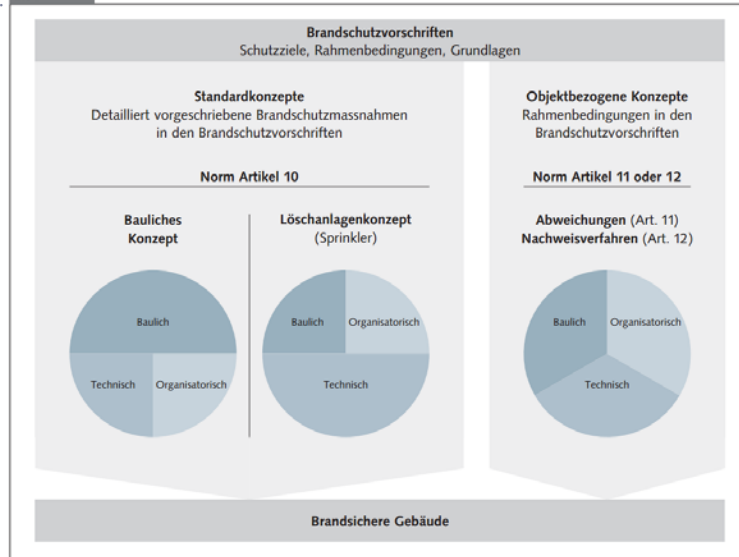 Brandschutzvorschriften
Schutzziele, Rahmenbedingungen, Grundlagen
Standardkonzepte
Detailliert vorgeschriebene Brandschutzmassnahmen
in den Brandschutzvorschriften
Norm Artikel 10
Bauliches
Konzept
Baulich
Technisch
Organisatorisch
Löschanlagenkonzept
(Sprinkler)
Baulich
Organisatorisch
Technisch
Objektbezogene Konzepte
Rahmenbedingungen in den
Brandschutzvorschriften
Norm Artikel 11 oder 12
Abweichungen (Art. 11)
Nachweisverfahren (Art. 12)
Baulich
Organisatorisch
Technisch
Brandsichere Gebäude